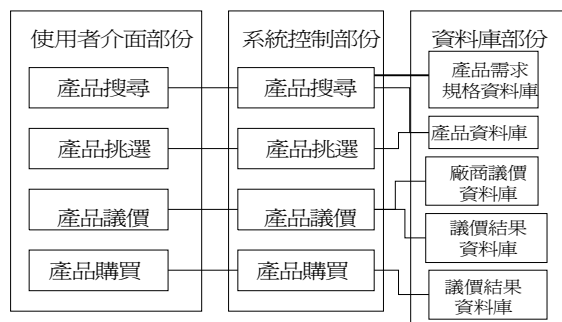 使用者介面部份
產品搜尋
產品挑選
產品議價
產品購買
系統控制部份
產品搜尋
產品挑選
產品議價
產品購買
資料庫部份
產品需求
規格資料庫
產品資料庫
廠商議價
資料庫
議價結果
資料庫
議價結果
資料庫